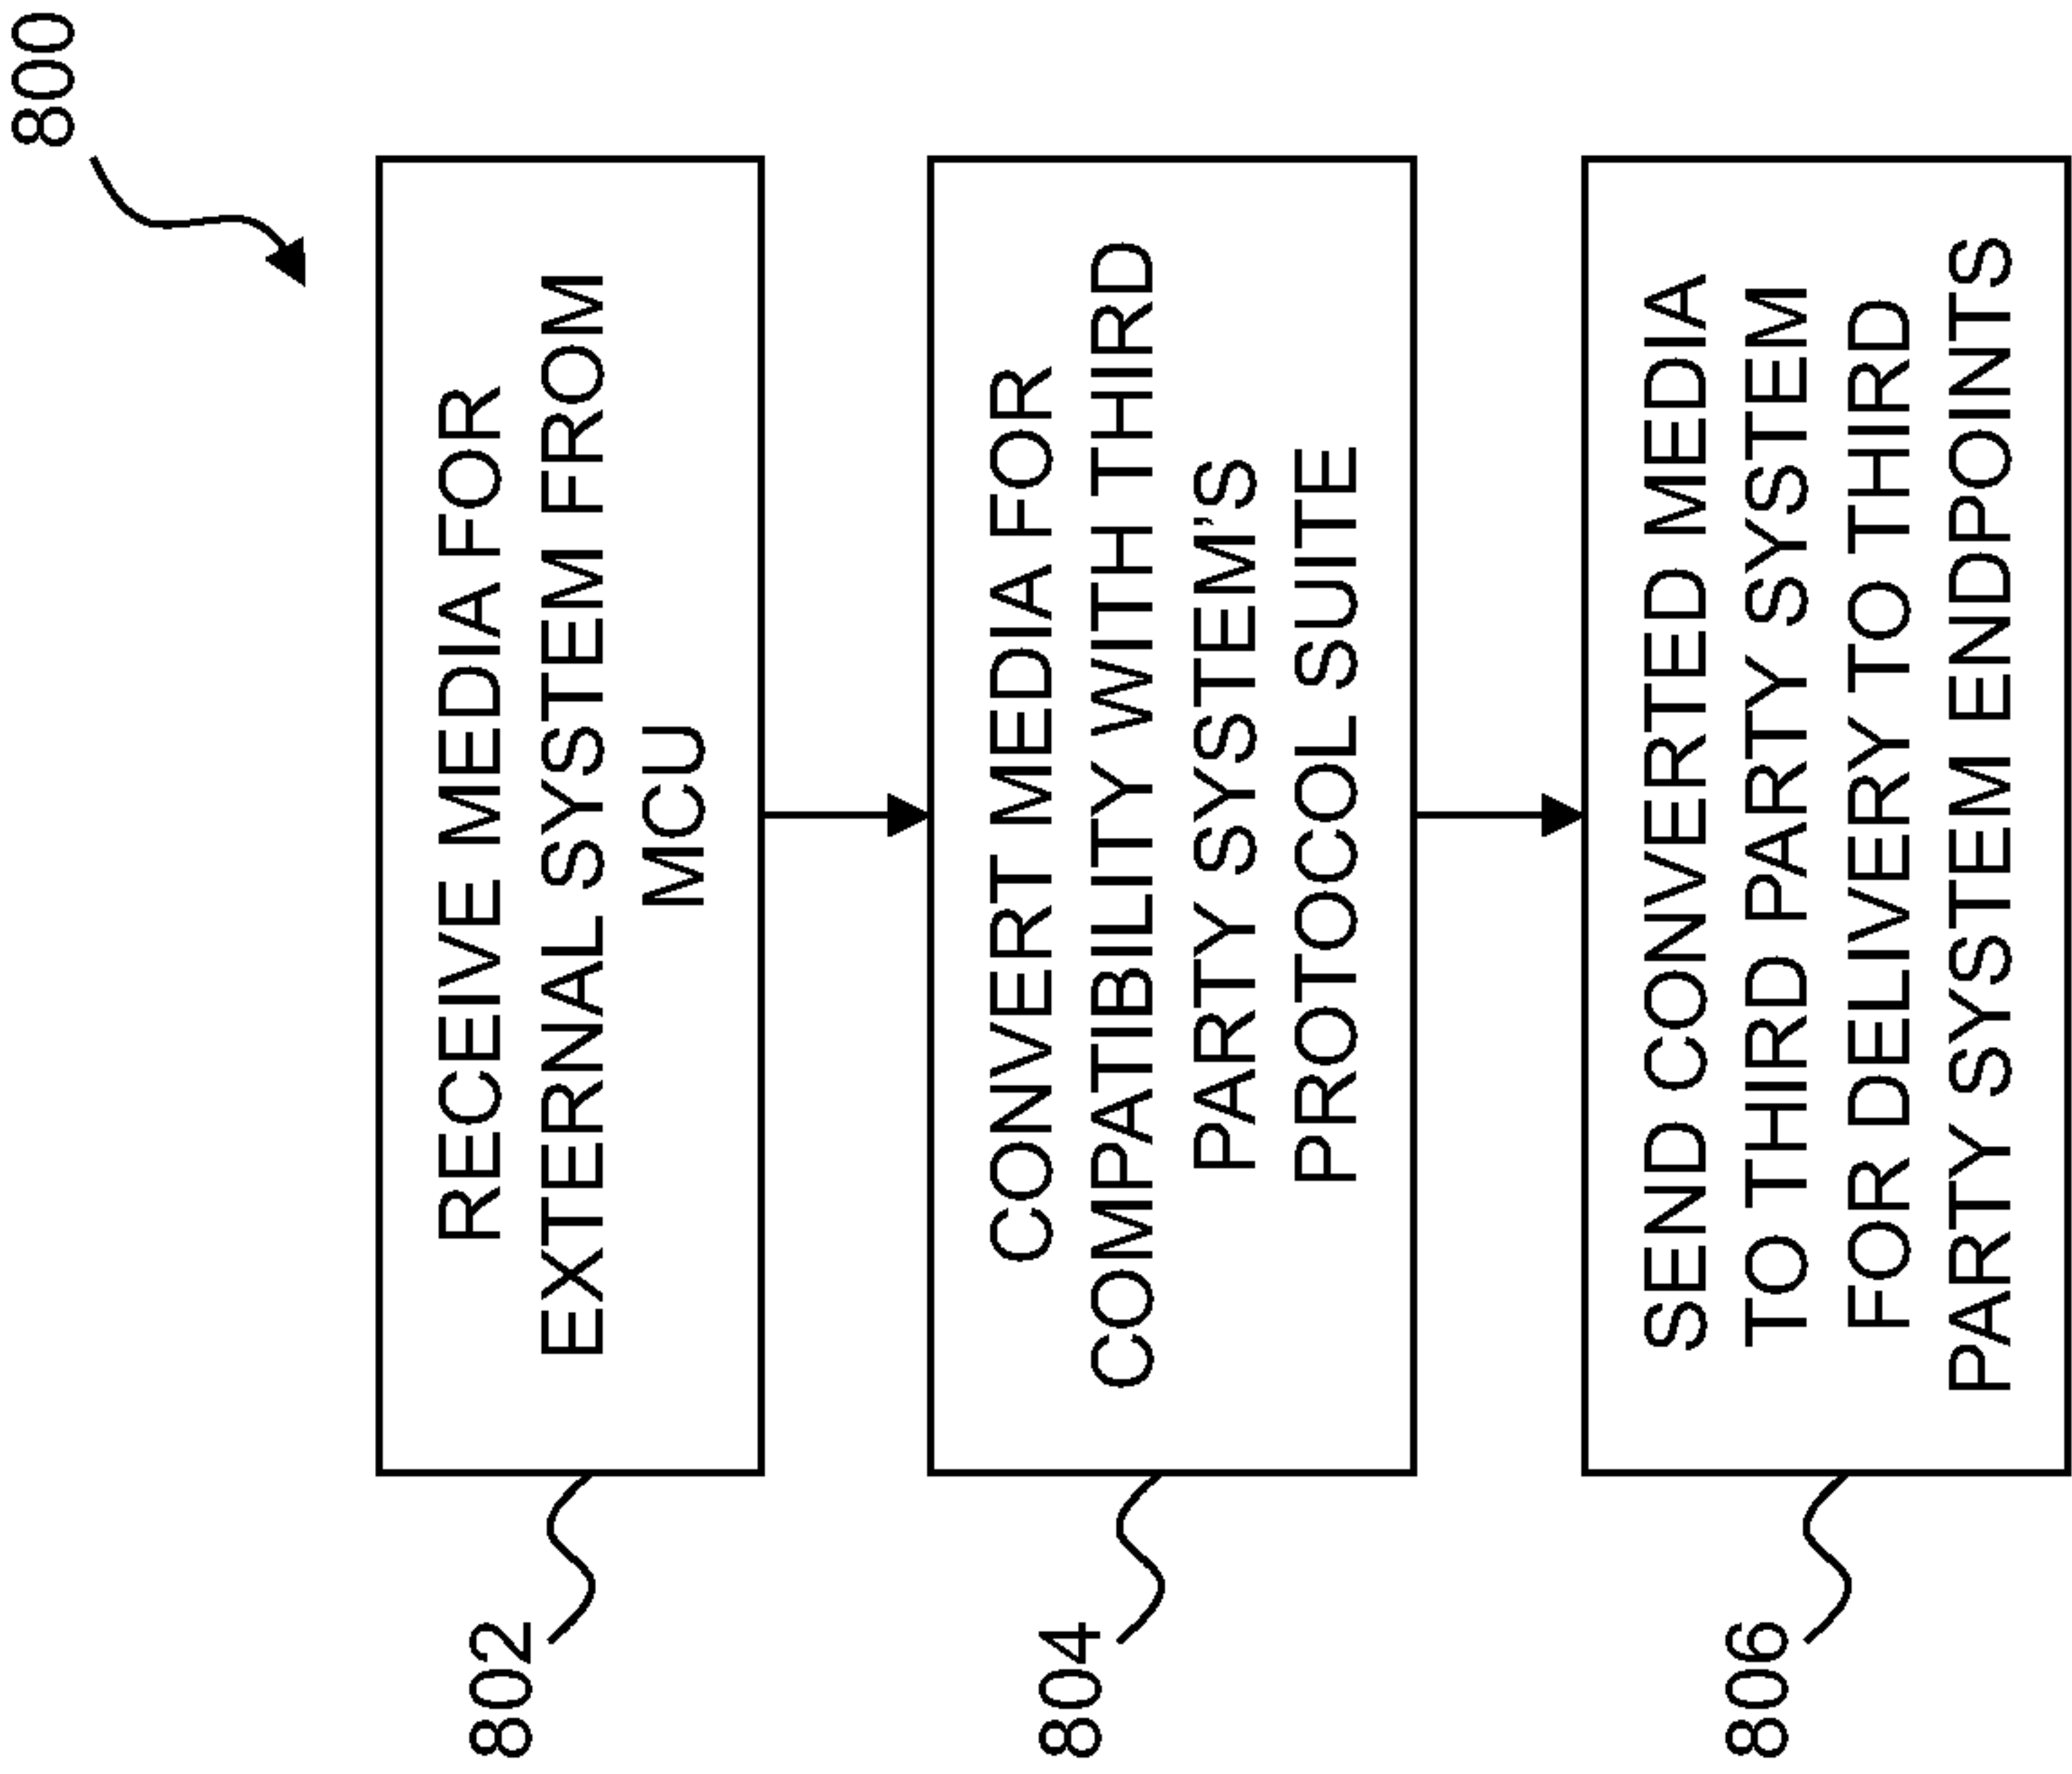 800
802
RECEIVE MEDIA FOR
EXTERNAL SYSTEM FROM
MCU
804
CONVERT MEDIA FOR
COMPATIBILITY WITH THIRD
PARTY SYSTEM'S
PROTOCOL SUITE
806
SEND CONVERTED MEDIA
TO THIRD PARTY SYSTEM
FOR DELIVERY TO THIRD
PARTY SYSTEM ENDPOINTS